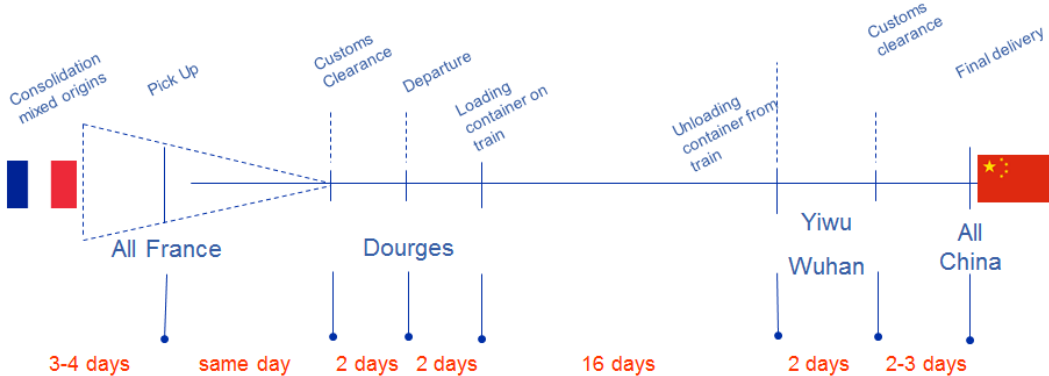 Consolidation
mixed origins
Pick Up
Customs
Clearance
Departure
Loading
container on
train
Unloading
container from
train
Customs
clearance
Final delivery
All France
Dourges
Yiwu
Wuhan
All
China
3-4 days
same day
2 days
2 days
16 days
2 days
2-3 days